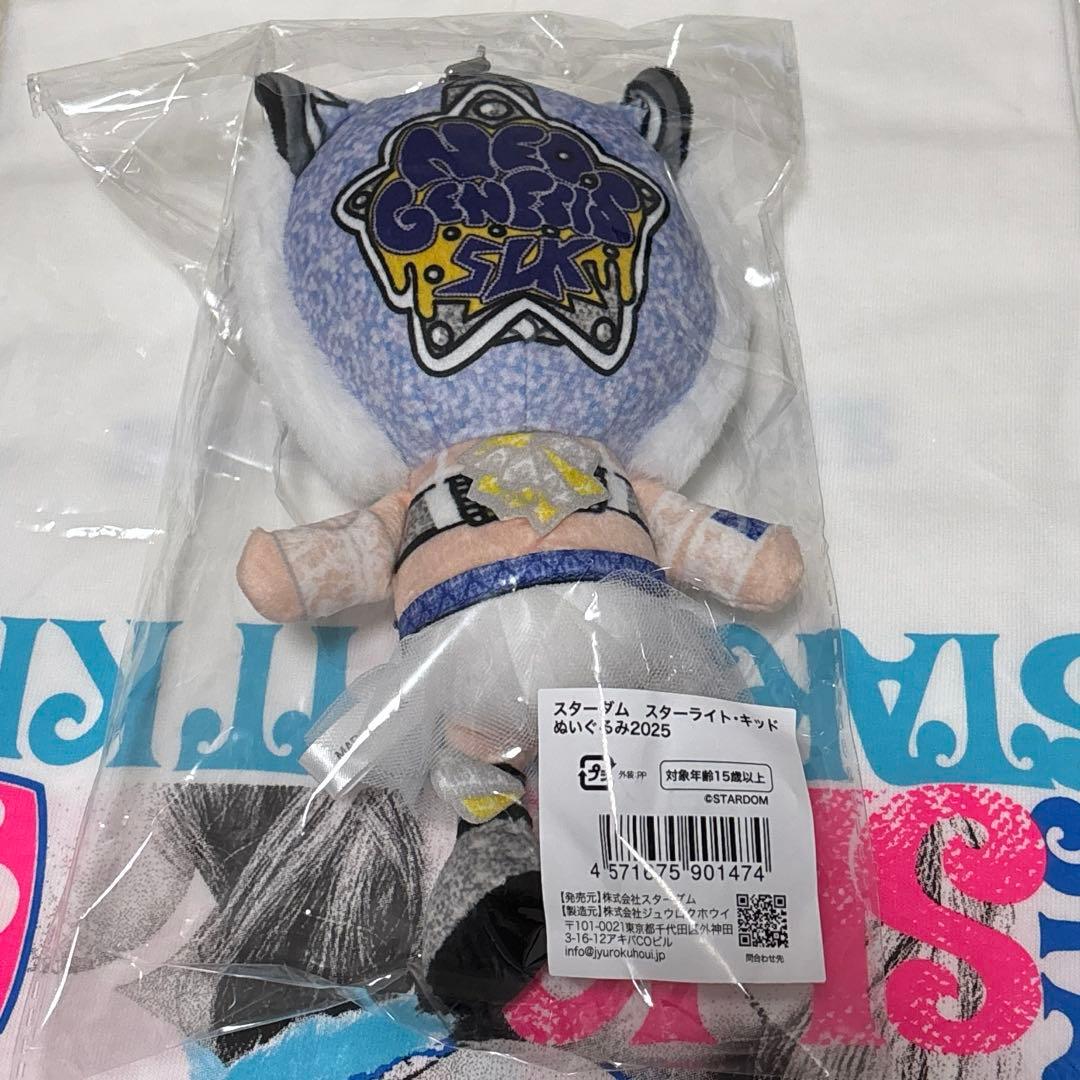 NEO
GENESIS
SLK
スターダム スターライト・キッド
ぬいぐるみ2025
プラ
外装:PP
対象年齢15歳以上
©STARDOM
4 571675 901474
【発売元】株式会社スターダム
【製造元】株式会社ジュウロクホウイ
〒101-0021東京都千代田区外神田
3-16-12アキバCOビル
info@jyurokuhoui.jp
問合わせ先
MAD